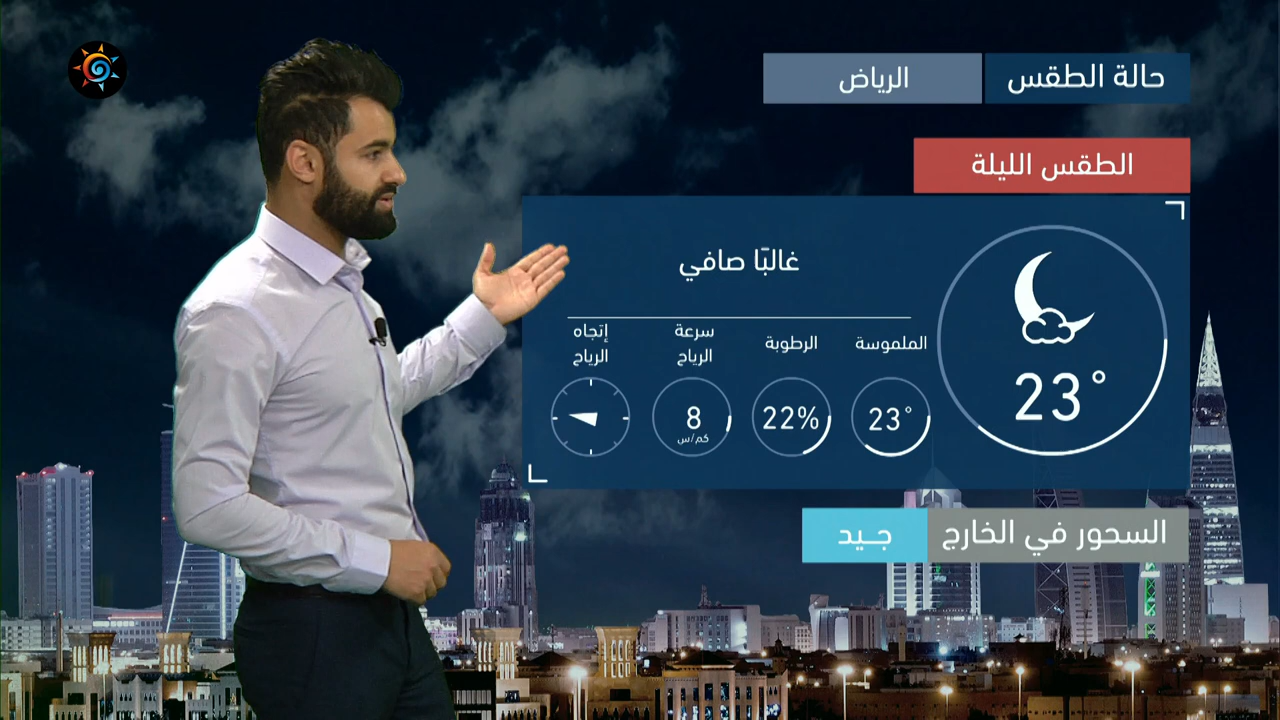 حالة الطقس
الرياض
الطقس الليلة
غالبًا صافي
23°
الملموسة
23°
الرطوبة
22%
سرعة
الرياح
8
كم/س
إتجاه
الرياح
السحور في الخارج
جـيـد